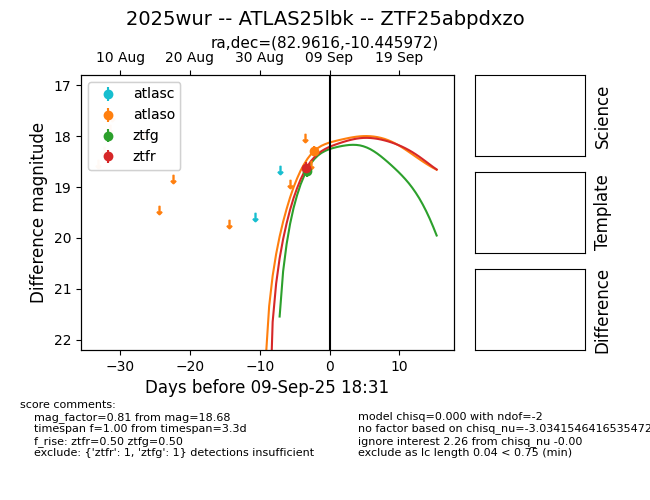 2025wur -- ATLAS25lbk -- ZTF25abpdxzo
ra,dec=(82.9616,-10.445972)
10 Aug 20 Aug 30 Aug 09 Sep 19 Sep
atlasc
atlaso
ztfg
ztfr
17
18
19
20
21
22
Difference magnitude
−30 −20 −10 0 10
Days before 09-Sep-25 18:31
Science
Template
Difference
score comments:
mag_factor=0.81 from mag=18.68
timespan f=1.00 from timespan=3.3d
f_rise: ztfr=0.50 ztfg=0.50
exclude: {'ztfr': 1, 'ztfg': 1} detections insufficient
model chisq=0.000 with ndof=-2
no factor based on chisq_nu=-3.0341546416535472
ignore interest 2.26 from chisq_nu -0.00
exclude as lc length 0.04 < 0.75 (min)